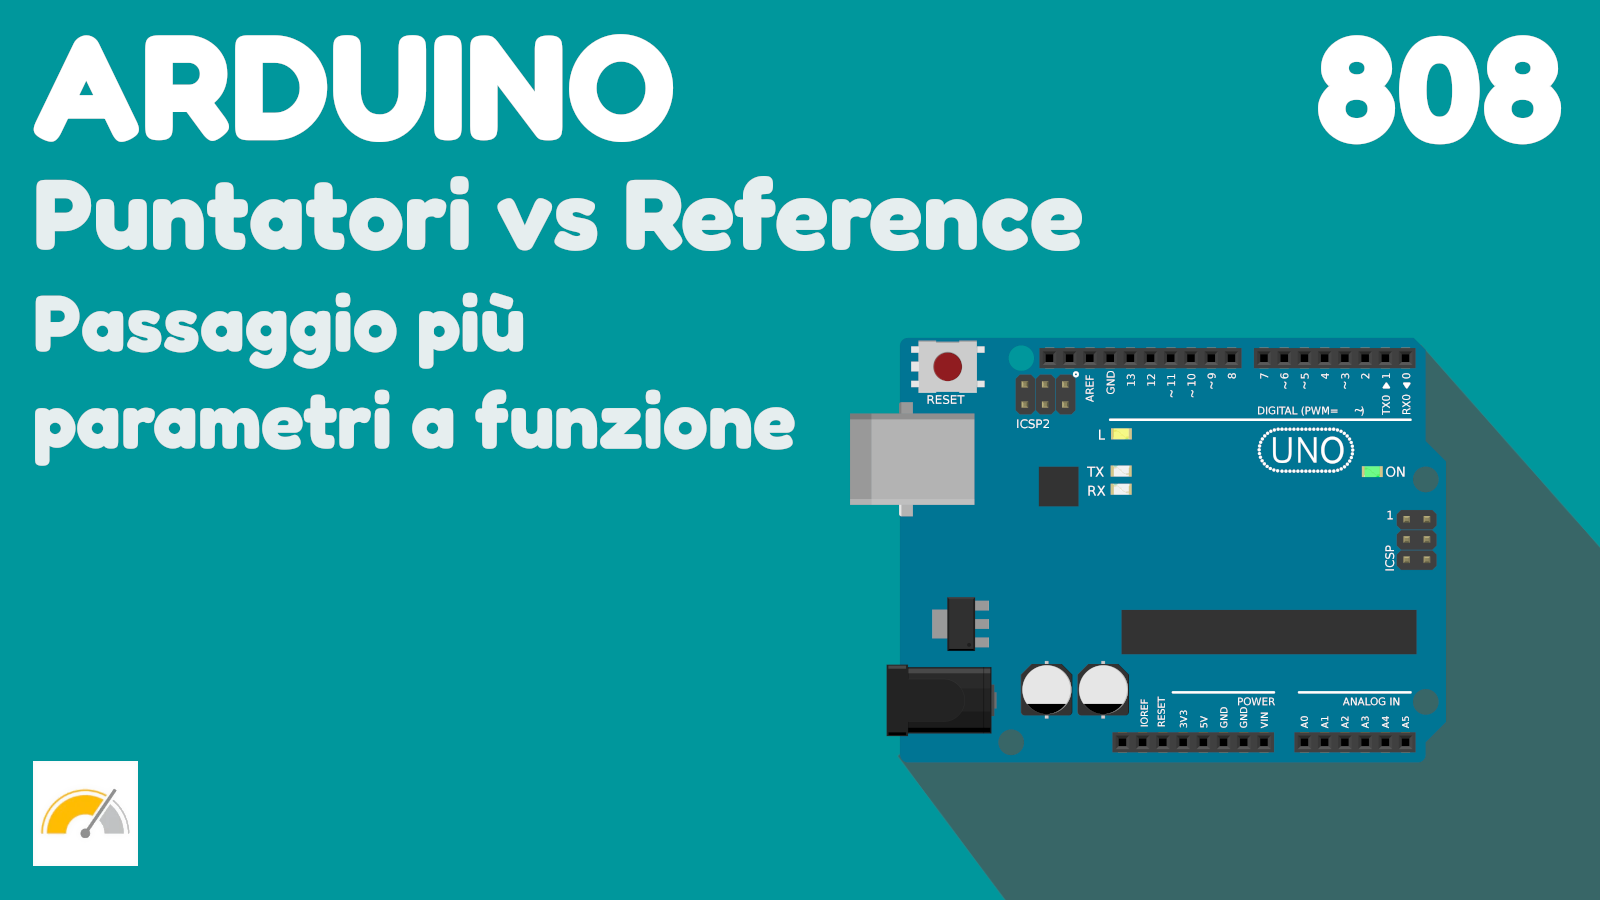 ARDUINO 808
Puntatori vs Reference
Passaggio più
parametri a funzione
RESET
ICSP2
AREF GND 13 12 ~11 ~10 ~9 8 7 ~6 ~5 4 ~3 2 TX0 1 RX0 0
DIGITAL (PWM= ~)
L
UNO
TX
RX
ON
1
ICSP
POWER
ANALOG IN
IOREF RESET 3V3 5V GND GND VIN A0 A1 A2 A3 A4 A5